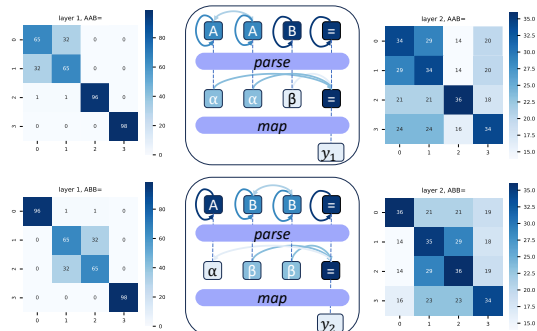 layer 1, AAB=
0 65 32 0 0
1 32 65 0 0
2 1 1 96 0
3 0 0 0 98
0 1 2 3
80
60
40
20
0
A A B =
parse
α α β =
map
y1
layer 2, AAB=
0 34 29 14 20
1 29 34 14 20
2 21 21 36 18
3 24 24 16 34
0 1 2 3
35.0
32.5
30.0
27.5
25.0
22.5
20.0
17.5
15.0
layer 1, ABB=
0 96 1 1 0
1 0 65 32 0
2 0 32 65 0
3 0 0 0 98
0 1 2 3
80
60
40
20
0
A B B =
parse
α β β =
map
y2
layer 2, ABB=
0 36 21 21 19
1 14 35 29 18
2 14 29 36 19
3 16 23 23 34
0 1 2 3
35.0
32.5
30.0
27.5
25.0
22.5
20.0
17.5
15.0